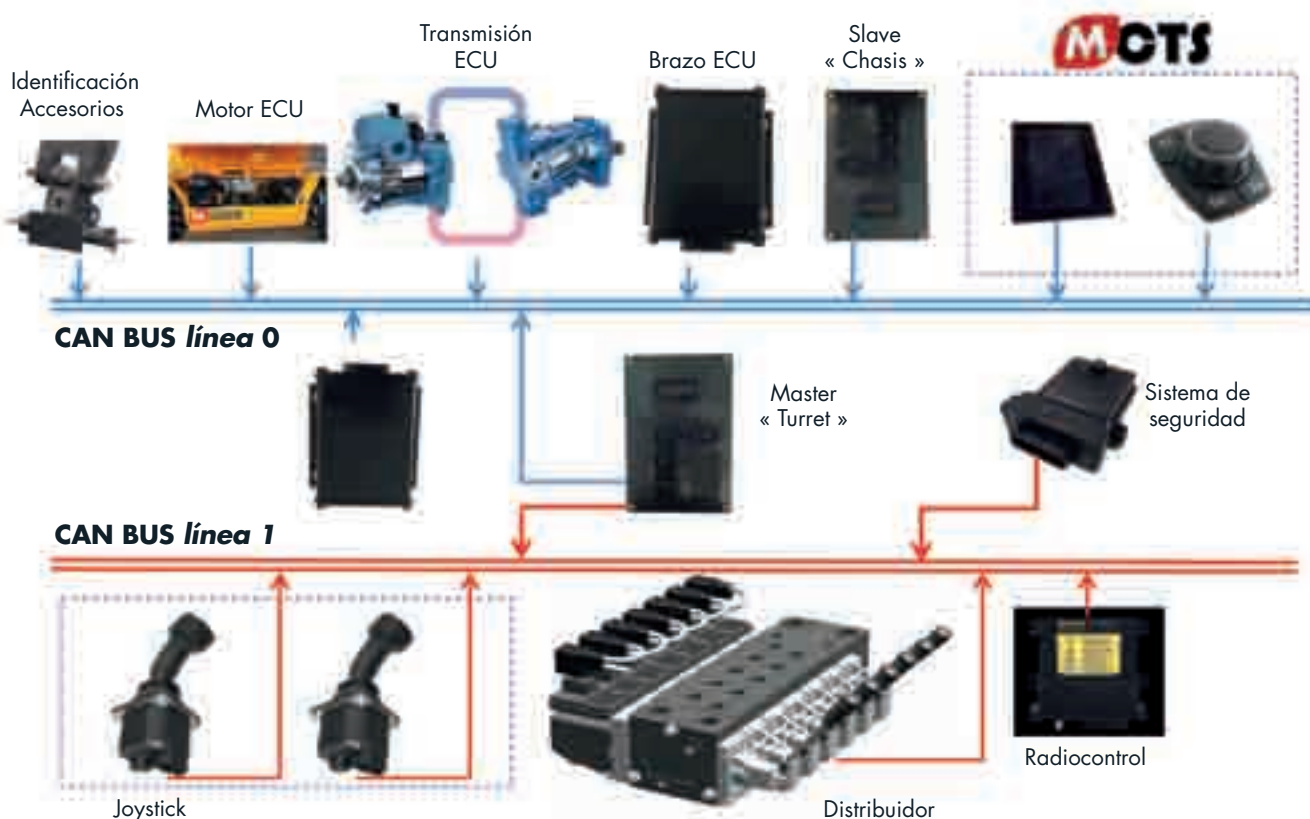 MCTS
Identificación
Accesorios
Motor ECU
Transmisión
ECU
Brazo ECU
Slave
« Chasis »
CAN BUS línea 0
Master
« Turret »
Sistema de
seguridad
CAN BUS línea 1
Joystick
Distribuidor
Radiocontrol